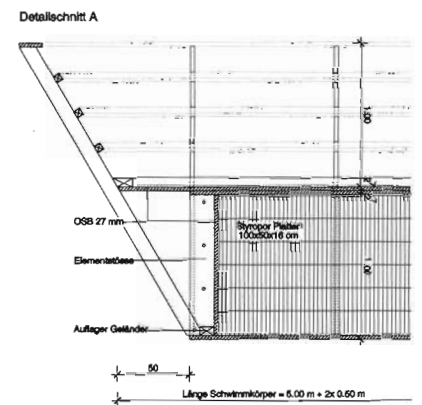 Detailschnitt A
1.00
OSB 27 mm
Styropor Platten
100x50x16 cm
Elementstösse
1.00
Auflager Geländer
50
Länge Schwimmkörper = 5.00 m + 2x 0.50 m